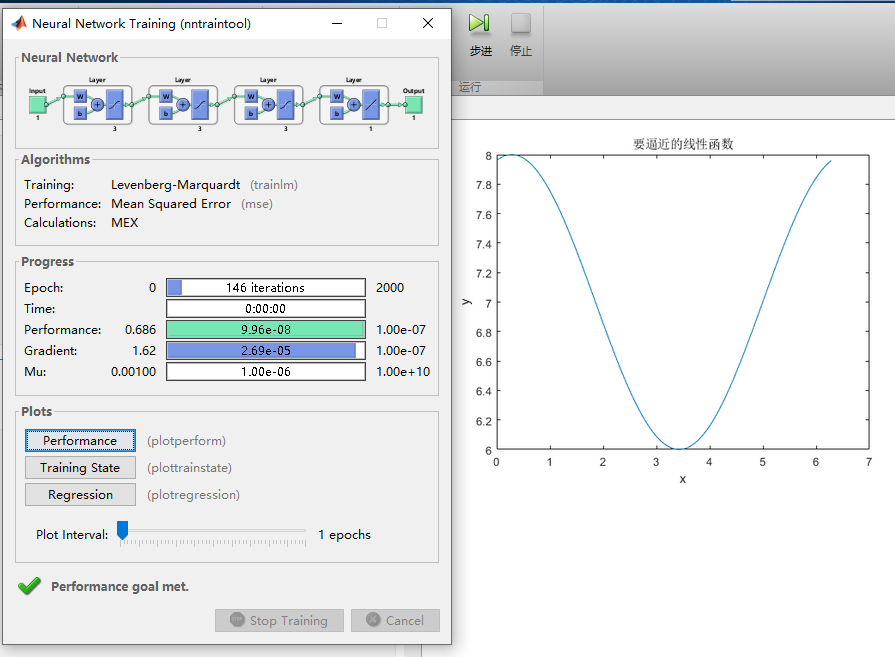 Neural Network Training (nntraintool)
Neural Network
Layer Layer Layer Layer
Input Output
W W W W
b b b b
1 1
3 3 3 1
Algorithms
Training: Levenberg-Marquardt (trainlm)
Performance: Mean Squared Error (mse)
Calculations: MEX
Progress
Epoch: 0 146 iterations 2000
Time: 0:00:00
Performance: 0.686 9.96e-08 1.00e-07
Gradient: 1.62 2.69e-05 1.00e-07
Mu: 0.00100 1.00e-06 1.00e+10
Plots
Performance (plotperform)
Training State (plottrainstate)
Regression (plotregression)
Plot Interval: 1 epochs
Performance goal met.
Stop Training Cancel
步进 停止
运行
要逼近的线性函数
8
7.8
7.6
7.4
7.2
7
6.8
6.6
6.4
6.2
6
y
0 1 2 3 4 5 6 7
x